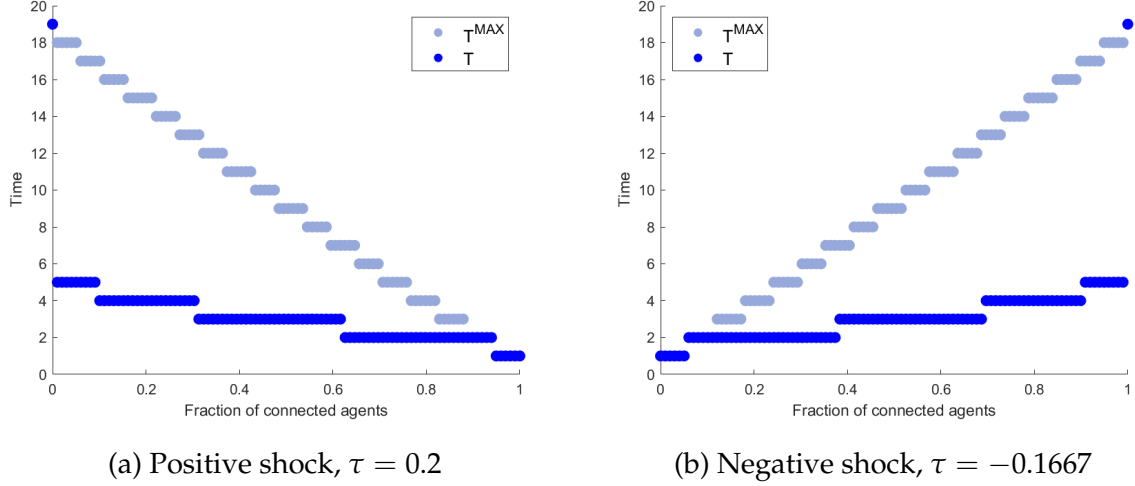 20
18
16
14
12
10
8
6
4
2
0
Time
T^MAX
T
0 0.2 0.4 0.6 0.8 1
Fraction of connected agents
(a) Positive shock, τ = 0.2
20
18
16
14
12
10
8
6
4
2
0
Time
T^MAX
T
0 0.2 0.4 0.6 0.8 1
Fraction of connected agents
(b) Negative shock, τ = −0.1667